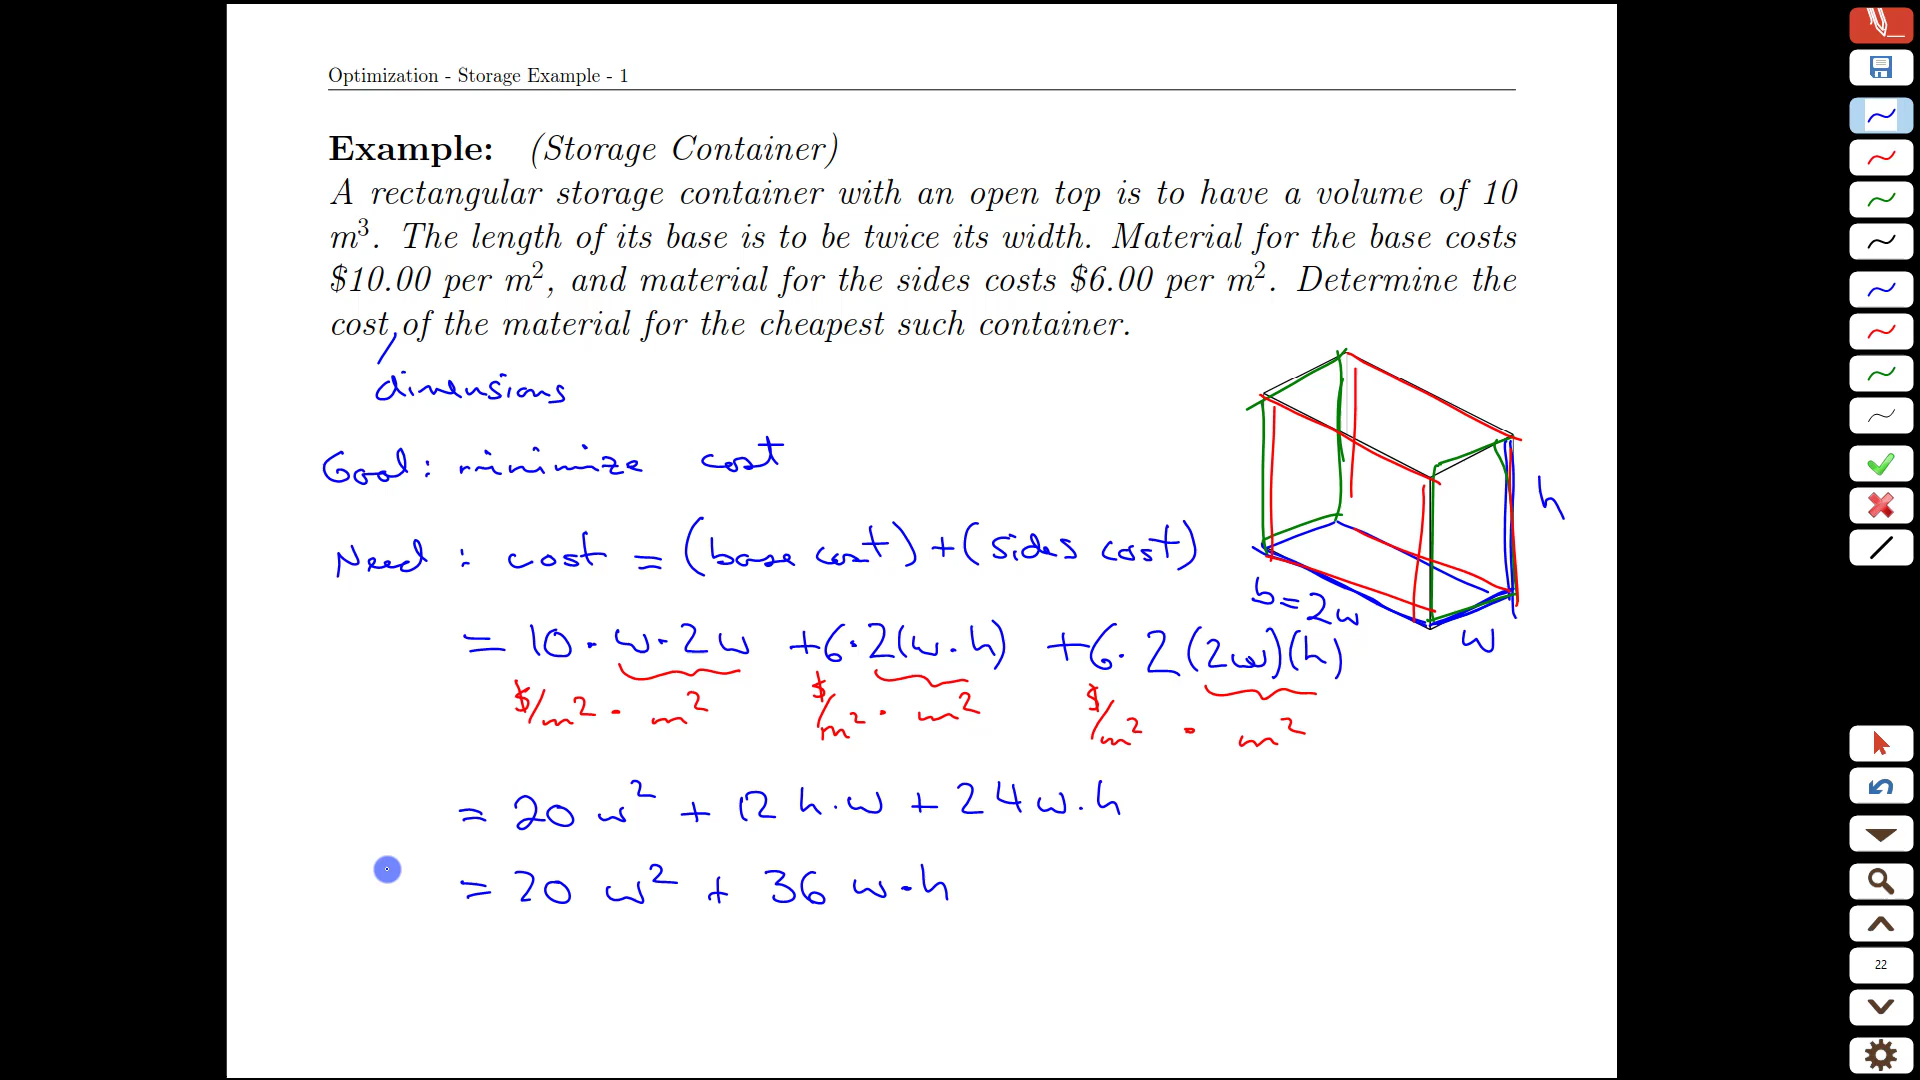 Optimization - Storage Example - 1
Example: (Storage Container)
A rectangular storage container with an open top is to have a volume of 10
m³. The length of its base is to be twice its width. Material for the base costs
$10.00 per m², and material for the sides costs $6.00 per m². Determine the
cost of the material for the cheapest such container.
dimensions
Goal: minimize cost
h
Need: cost = (base cost) + (sides cost)
b = 2w
w
= 10 · w · 2w + 6 · 2(w · h) + 6 · 2(2w)(h)
$/m² · m² $/m² · m² $/m² · m²
= 20 w² + 12 h · w + 24 w · h
= 20 w² + 36 w · h
22